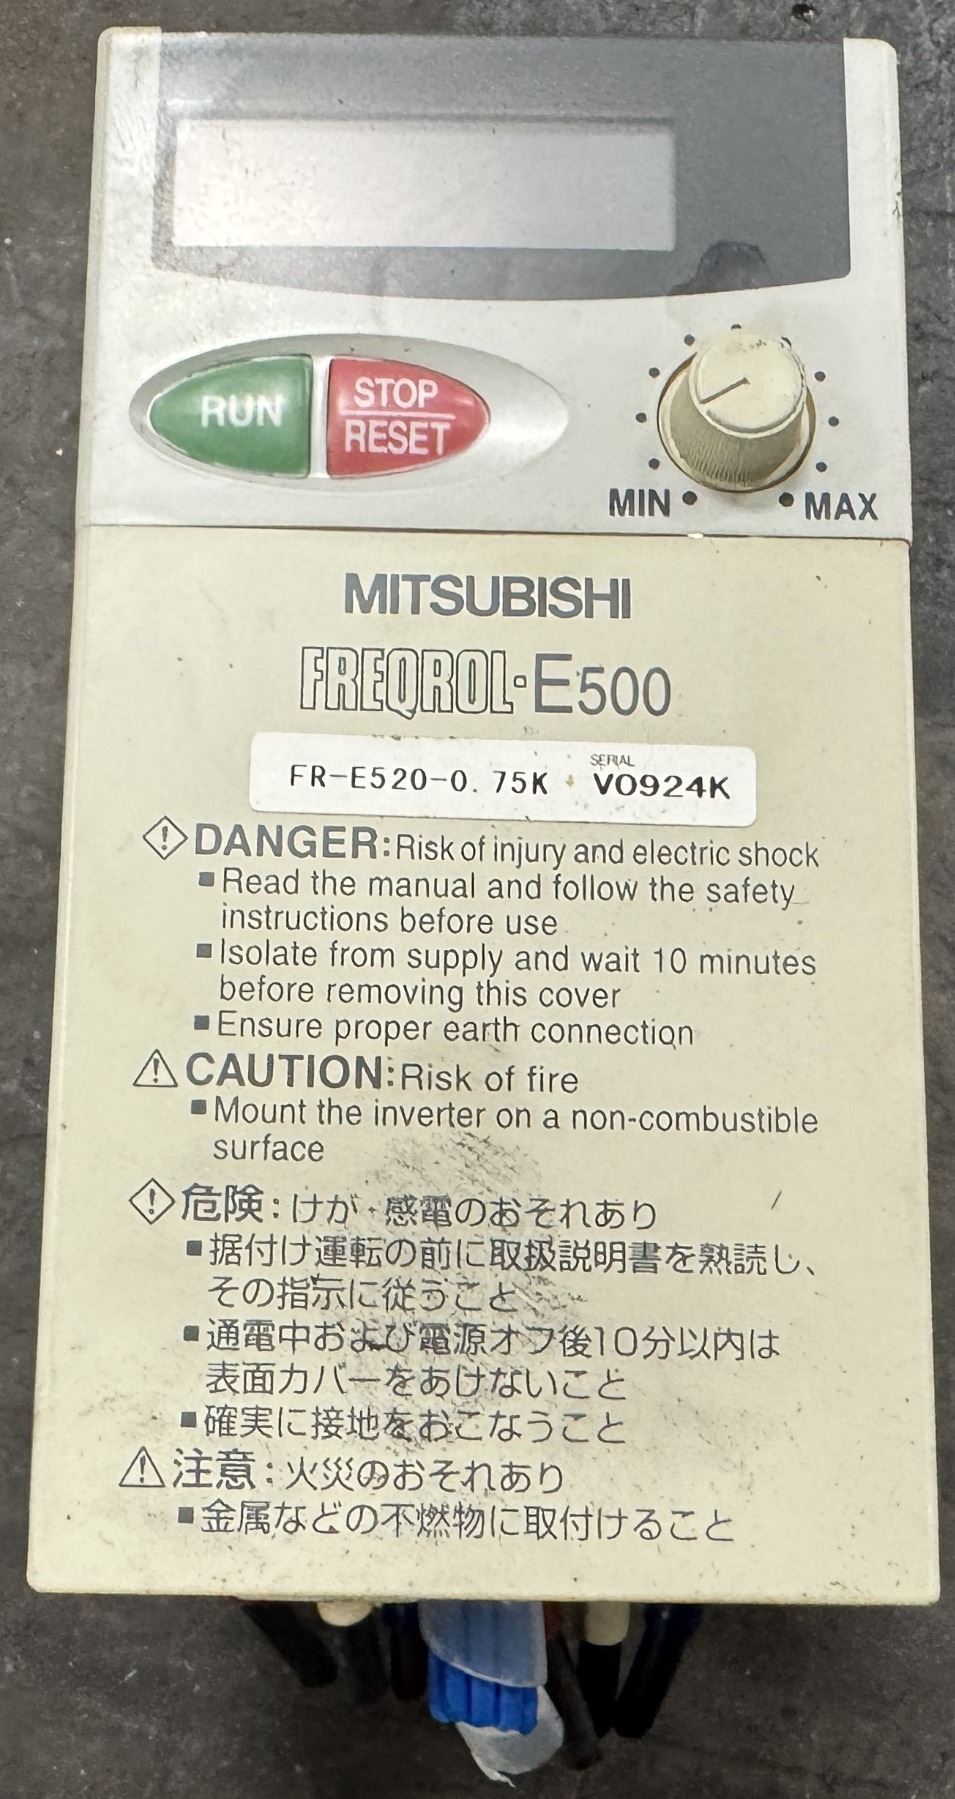 RUN
STOP
RESET
MIN
MAX
MITSUBISHI
FREQROL-E500
SERIAL
FR-E520-0.75K V0924K
DANGER:Risk of injury and electric shock
■Read the manual and follow the safety
instructions before use
■Isolate from supply and wait 10 minutes
before removing this cover
■Ensure proper earth connection
CAUTION:Risk of fire
■Mount the inverter on a non-combustible
surface
危険:けが・感電のおそれあり
■据付け運転の前に取扱説明書を熟読し、
その指示に従うこと
■通電中および電源オフ後10分以内は
表面カバーをあけないこと
■確実に接地をおこなうこと
注意:火災のおそれあり
■金属などの不燃物に取付けること